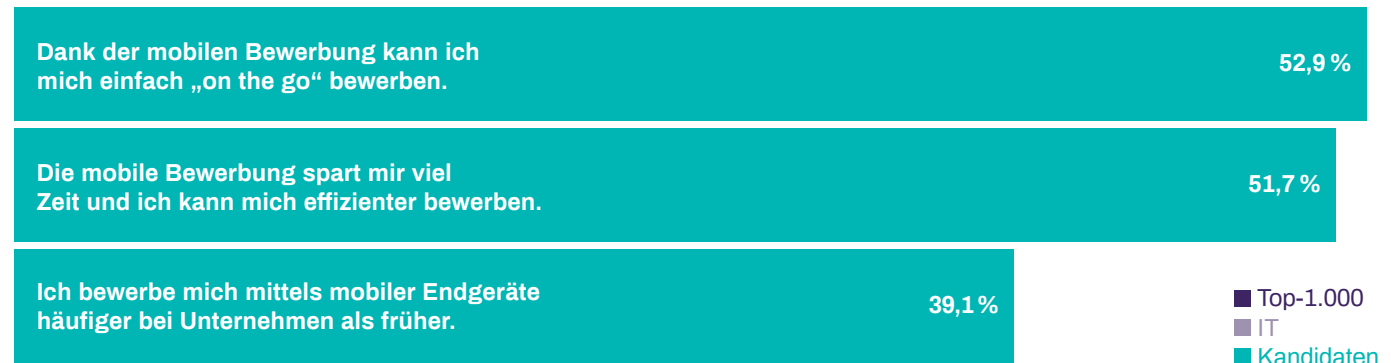 Dank der mobilen Bewerbung kann ich
mich einfach „on the go“ bewerben.
52,9 %
Die mobile Bewerbung spart mir viel
Zeit und ich kann mich effizienter bewerben.
51,7 %
Ich bewerbe mich mittels mobiler Endgeräte
häufiger bei Unternehmen als früher.
39,1 %
Top-1.000
IT
Kandidaten